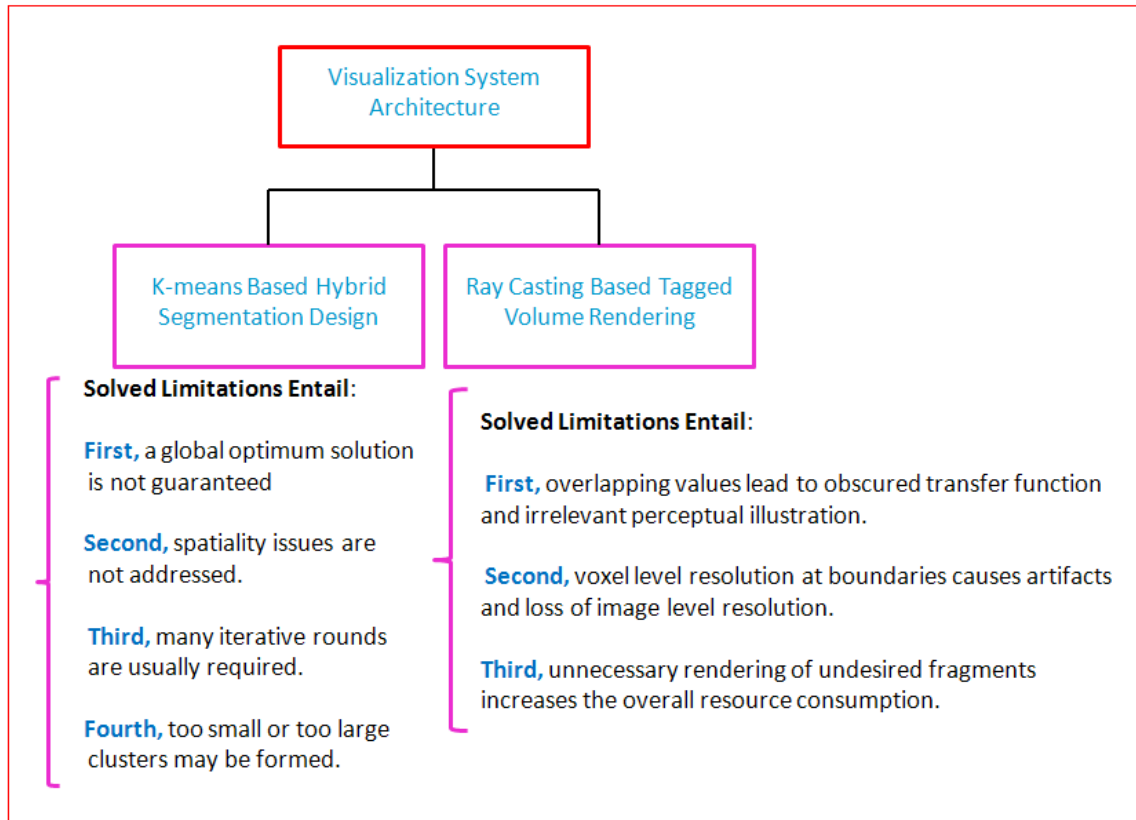 Visualization System
Architecture
K-means Based Hybrid
Segmentation Design
Ray Casting Based Tagged
Volume Rendering
Solved Limitations Entail:
First, a global optimum solution
is not guaranteed
Second, spatiality issues are
not addressed.
Third, many iterative rounds
are usually required.
Fourth, too small or too large
clusters may be formed.
Solved Limitations Entail:
First, overlapping values lead to obscured transfer function
and irrelevant perceptual illustration.
Second, voxel level resolution at boundaries causes artifacts
and loss of image level resolution.
Third, unnecessary rendering of undesired fragments
increases the overall resource consumption.